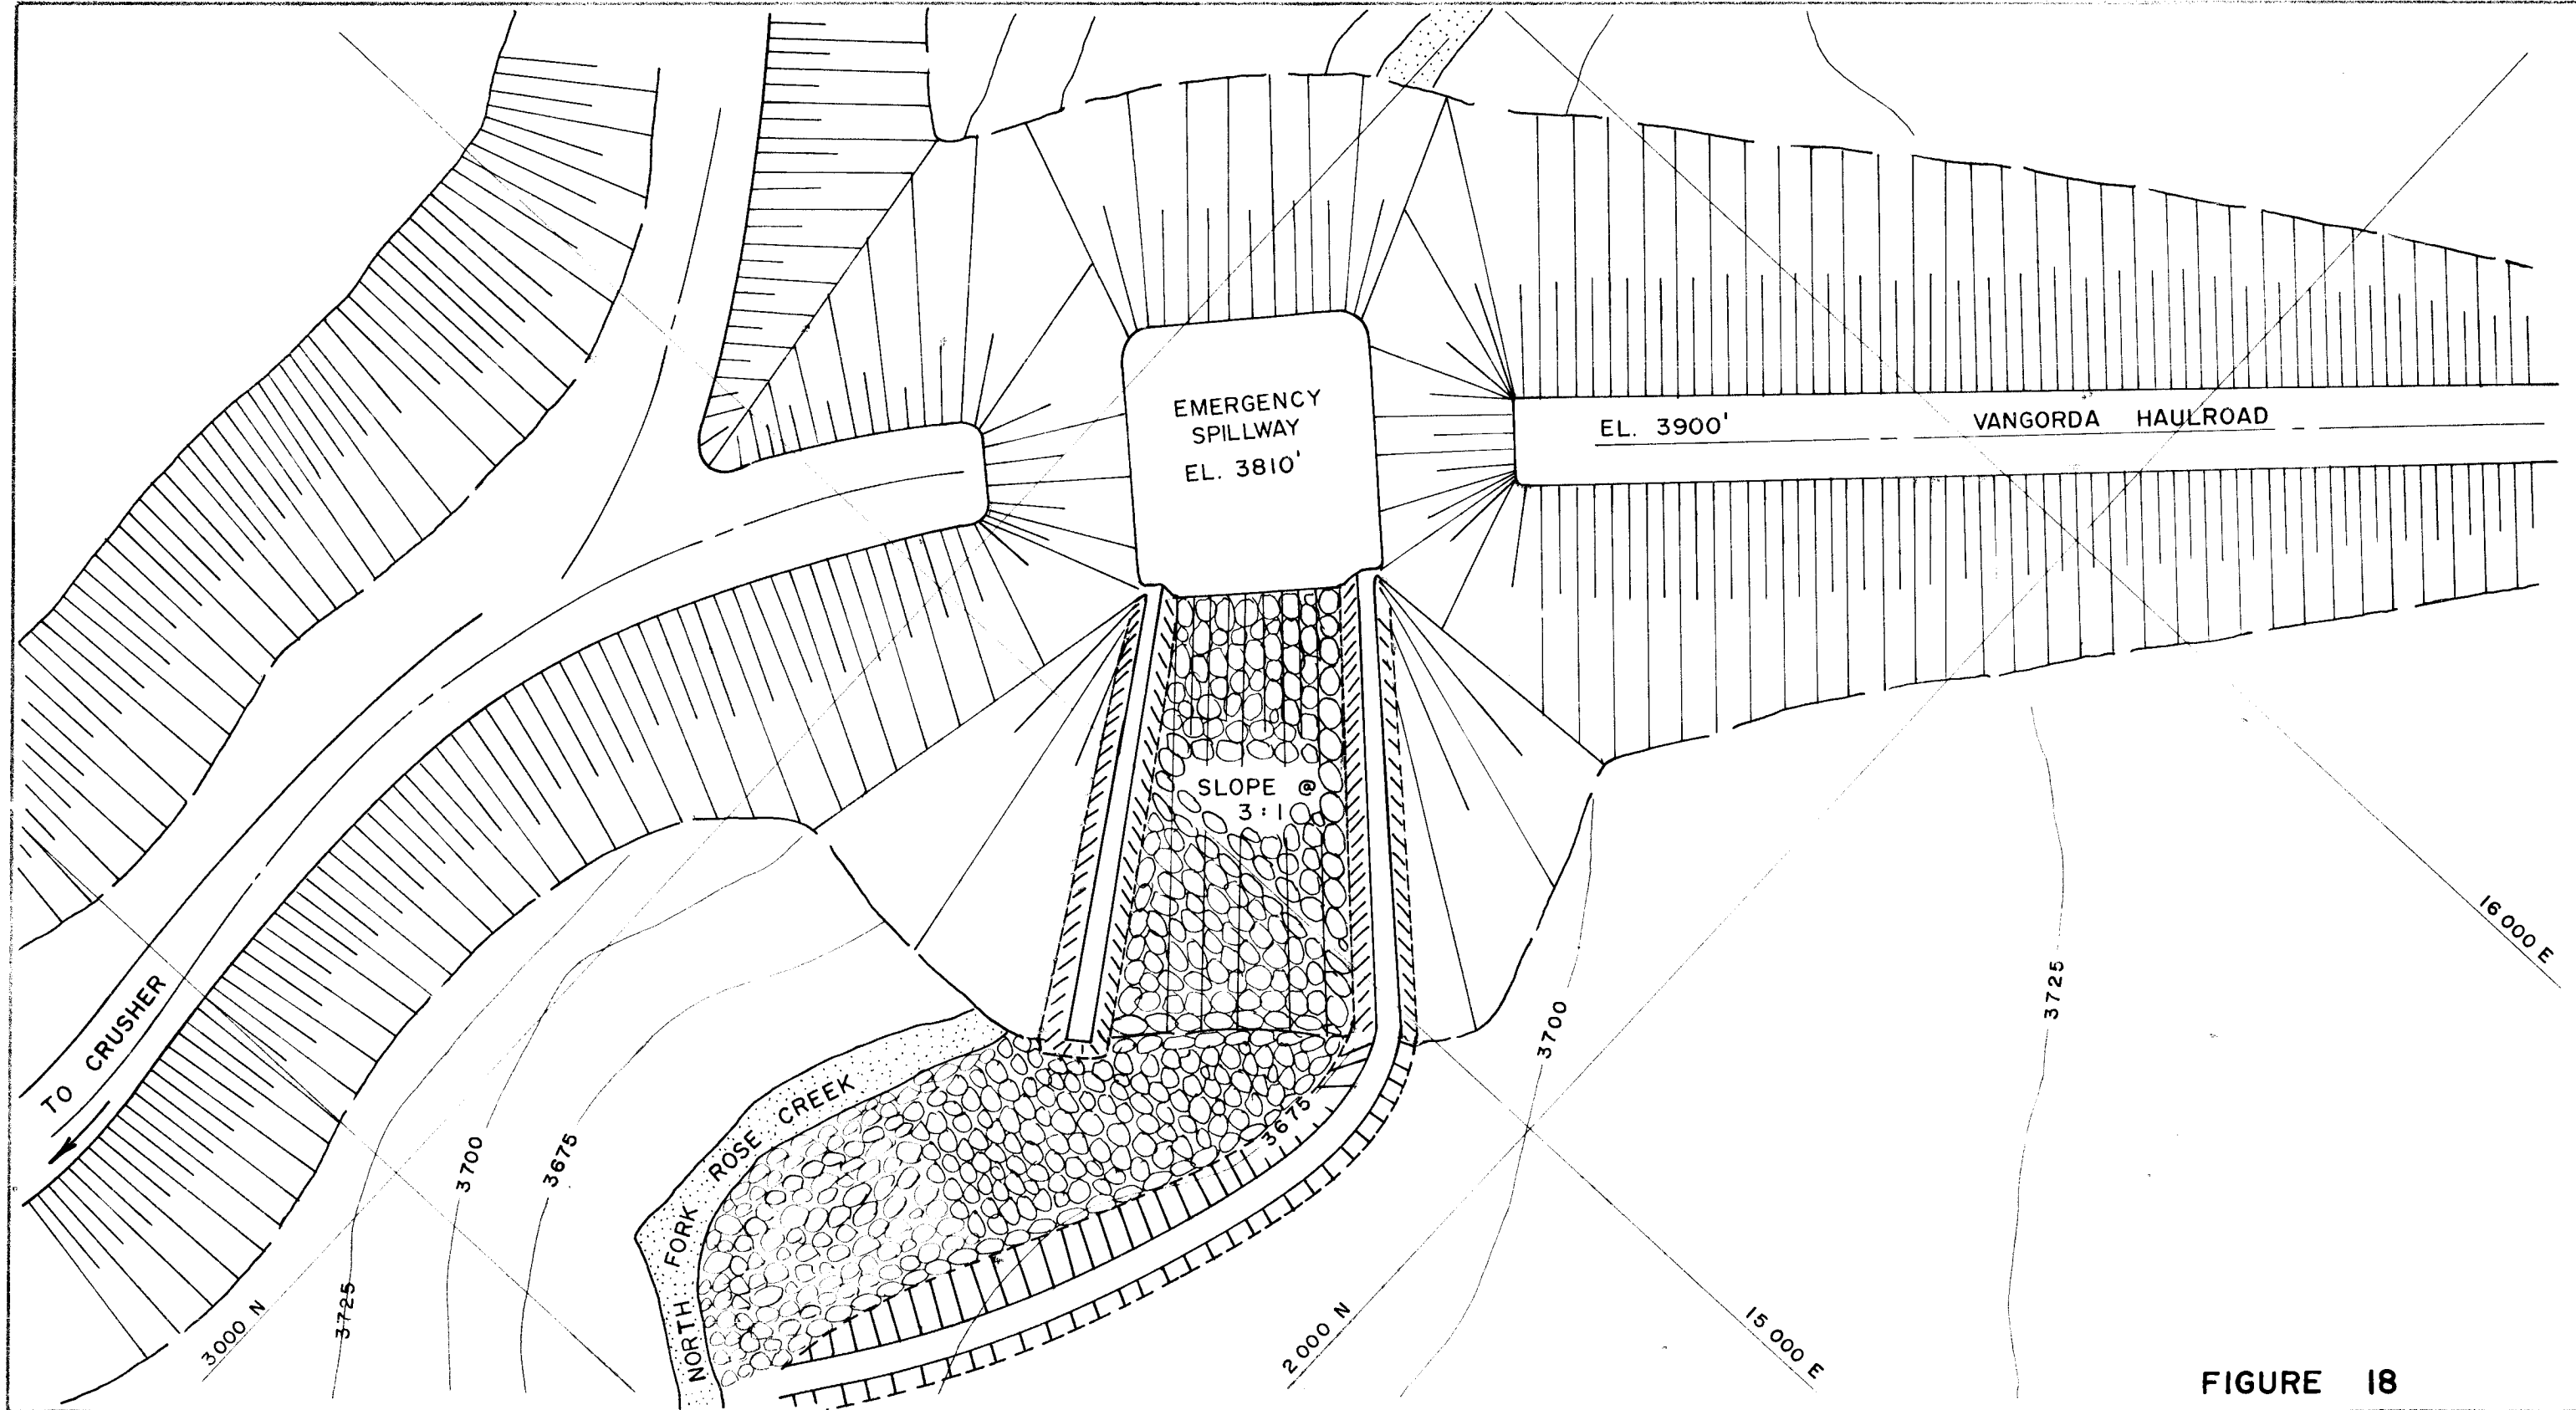 EMERGENCY
SPILLWAY
EL. 3810'
EL. 3900'
VANGORDA HAULROAD
SLOPE @
3:1
16 000 E
TO CRUSHER
3725
3700
NORTH FORK ROSE CREEK
3675
3700
3675
3725
3000 N
2000 N
15 000 E
FIGURE 18